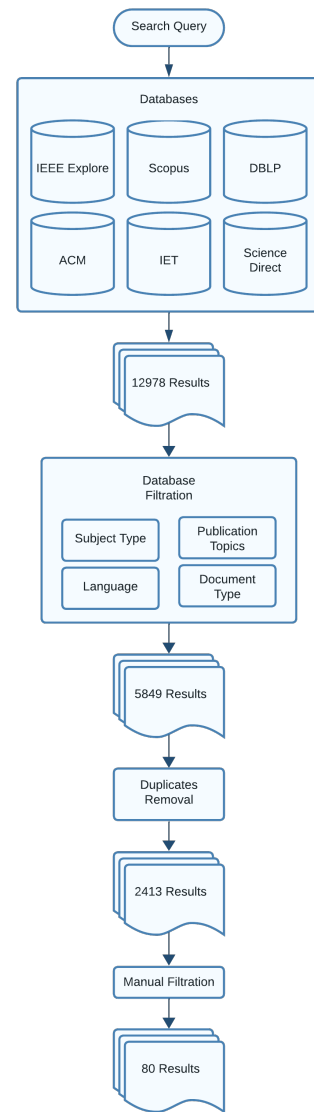 Search Query
Databases
IEEE Explore
Scopus
DBLP
ACM
IET
Science
Direct
12978 Results
Database
Filtration
Subject Type
Publication
Topics
Language
Document
Type
5849 Results
Duplicates
Removal
2413 Results
Manual Filtration
80 Results